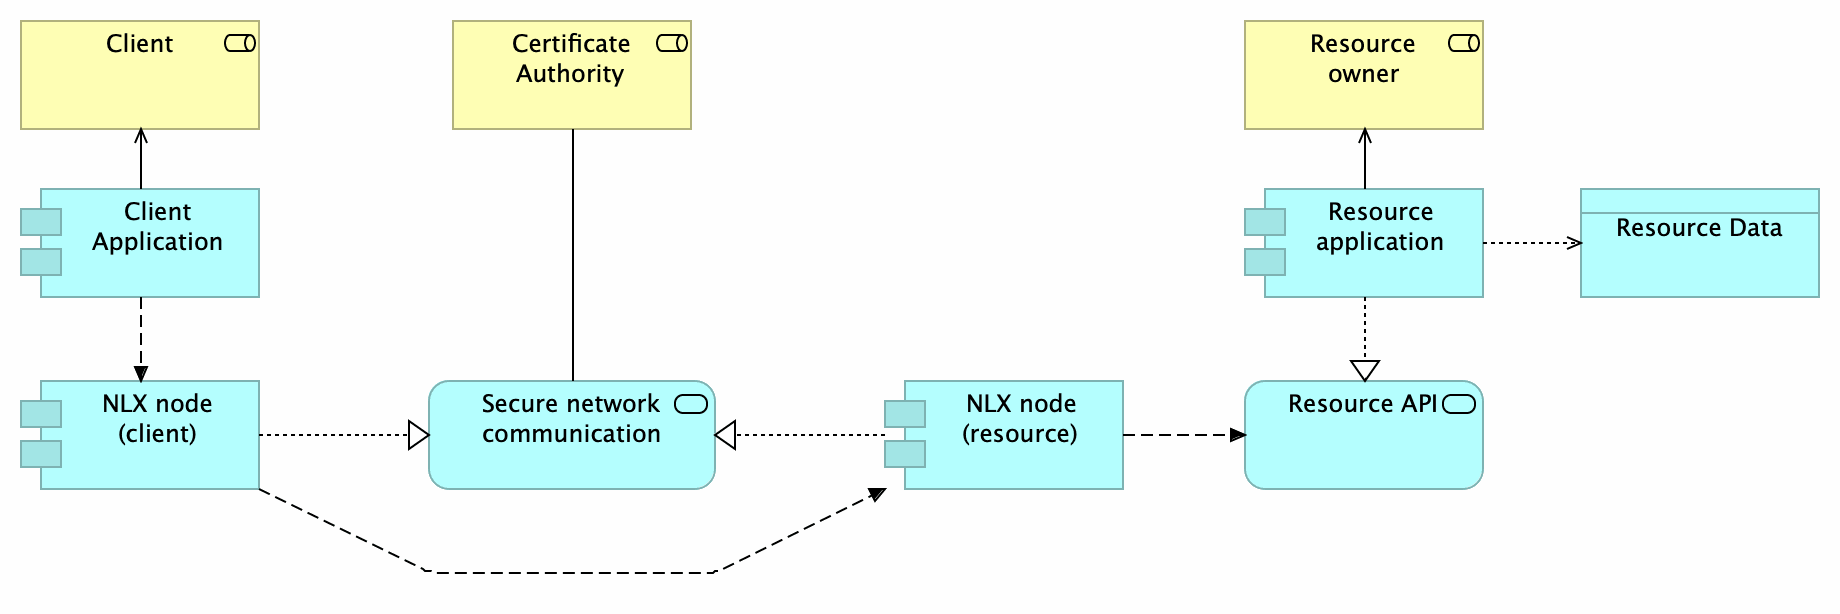 Client
Certificate
Authority
Resource
owner
Client
Application
Resource
application
Resource Data
NLX node
(client)
Secure network
communication
NLX node
(resource)
Resource API